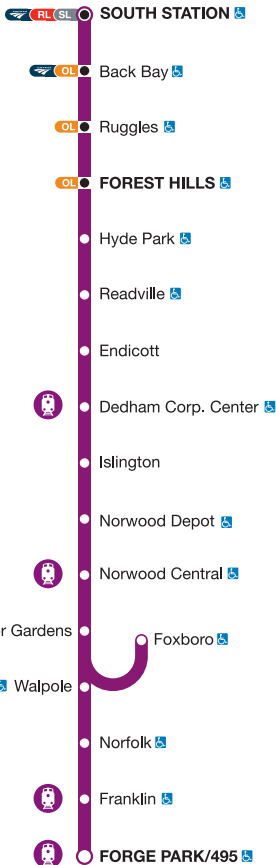 RL SL SOUTH STATION
OL Back Bay
OL Ruggles
OL FOREST HILLS
Hyde Park
Readville
Endicott
Dedham Corp. Center
Islington
Norwood Depot
Norwood Central
Gardens
Foxboro
Walpole
Norfolk
Franklin
FORGE PARK/495